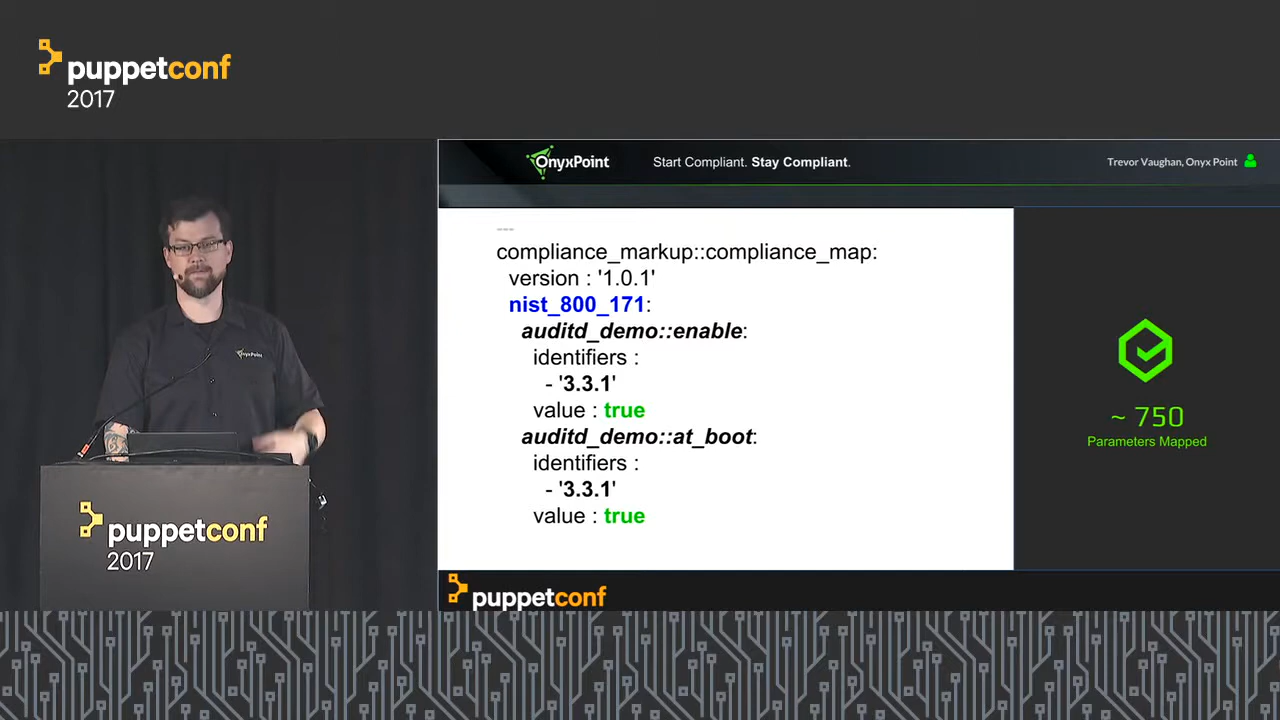 puppetconf
2017
OnyxPoint
Start Compliant. Stay Compliant.
Trevor Vaughan, Onyx Point
---
compliance_markup::compliance_map:
version : '1.0.1'
nist_800_171:
auditd_demo::enable:
identifiers :
- '3.3.1'
value : true
auditd_demo::at_boot:
identifiers :
- '3.3.1'
value : true
~ 750
Parameters Mapped
OnyxPoint
puppetconf
2017
puppetconf